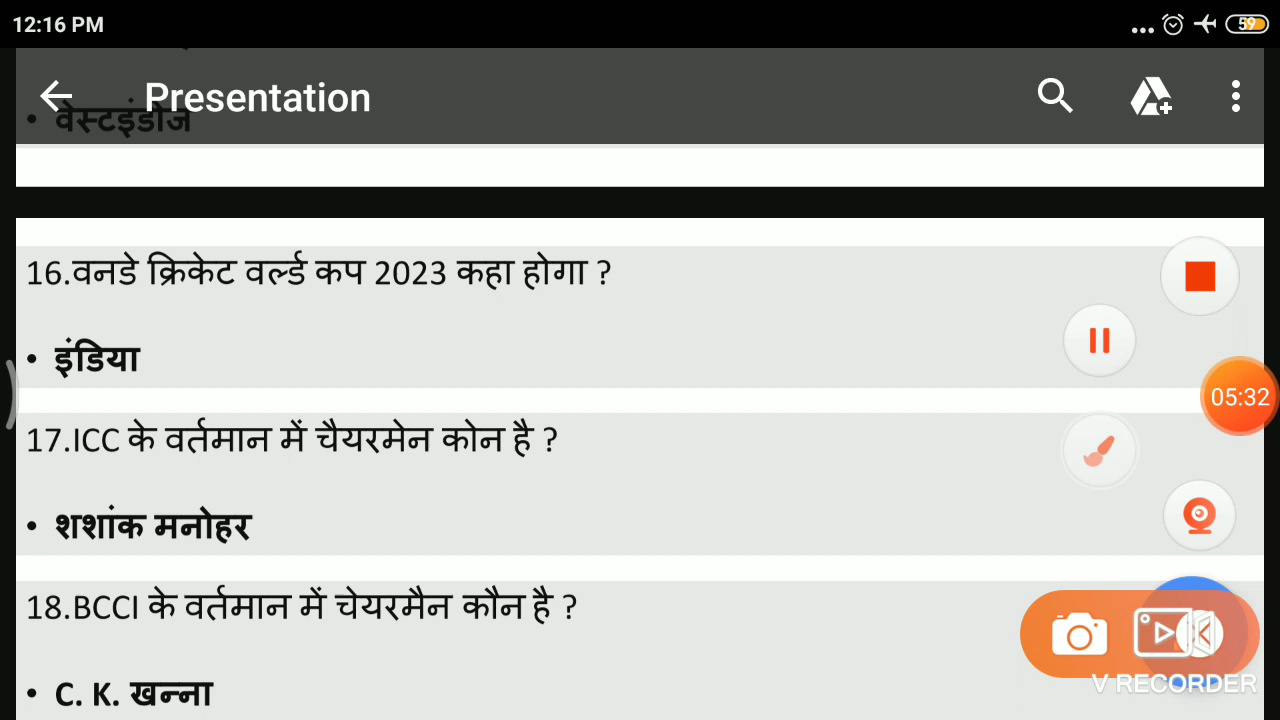 12:16 PM
59
Presentation
• वेस्टइंडीज
16.वनडे क्रिकेट वर्ल्ड कप 2023 कहा होगा ?
• इंडिया
05:32
17.ICC के वर्तमान में चैयरमेन कोन है ?
• शशांक मनोहर
18.BCCI के वर्तमान में चेयरमैन कौन है ?
• C. K. खन्ना
V RECORDER